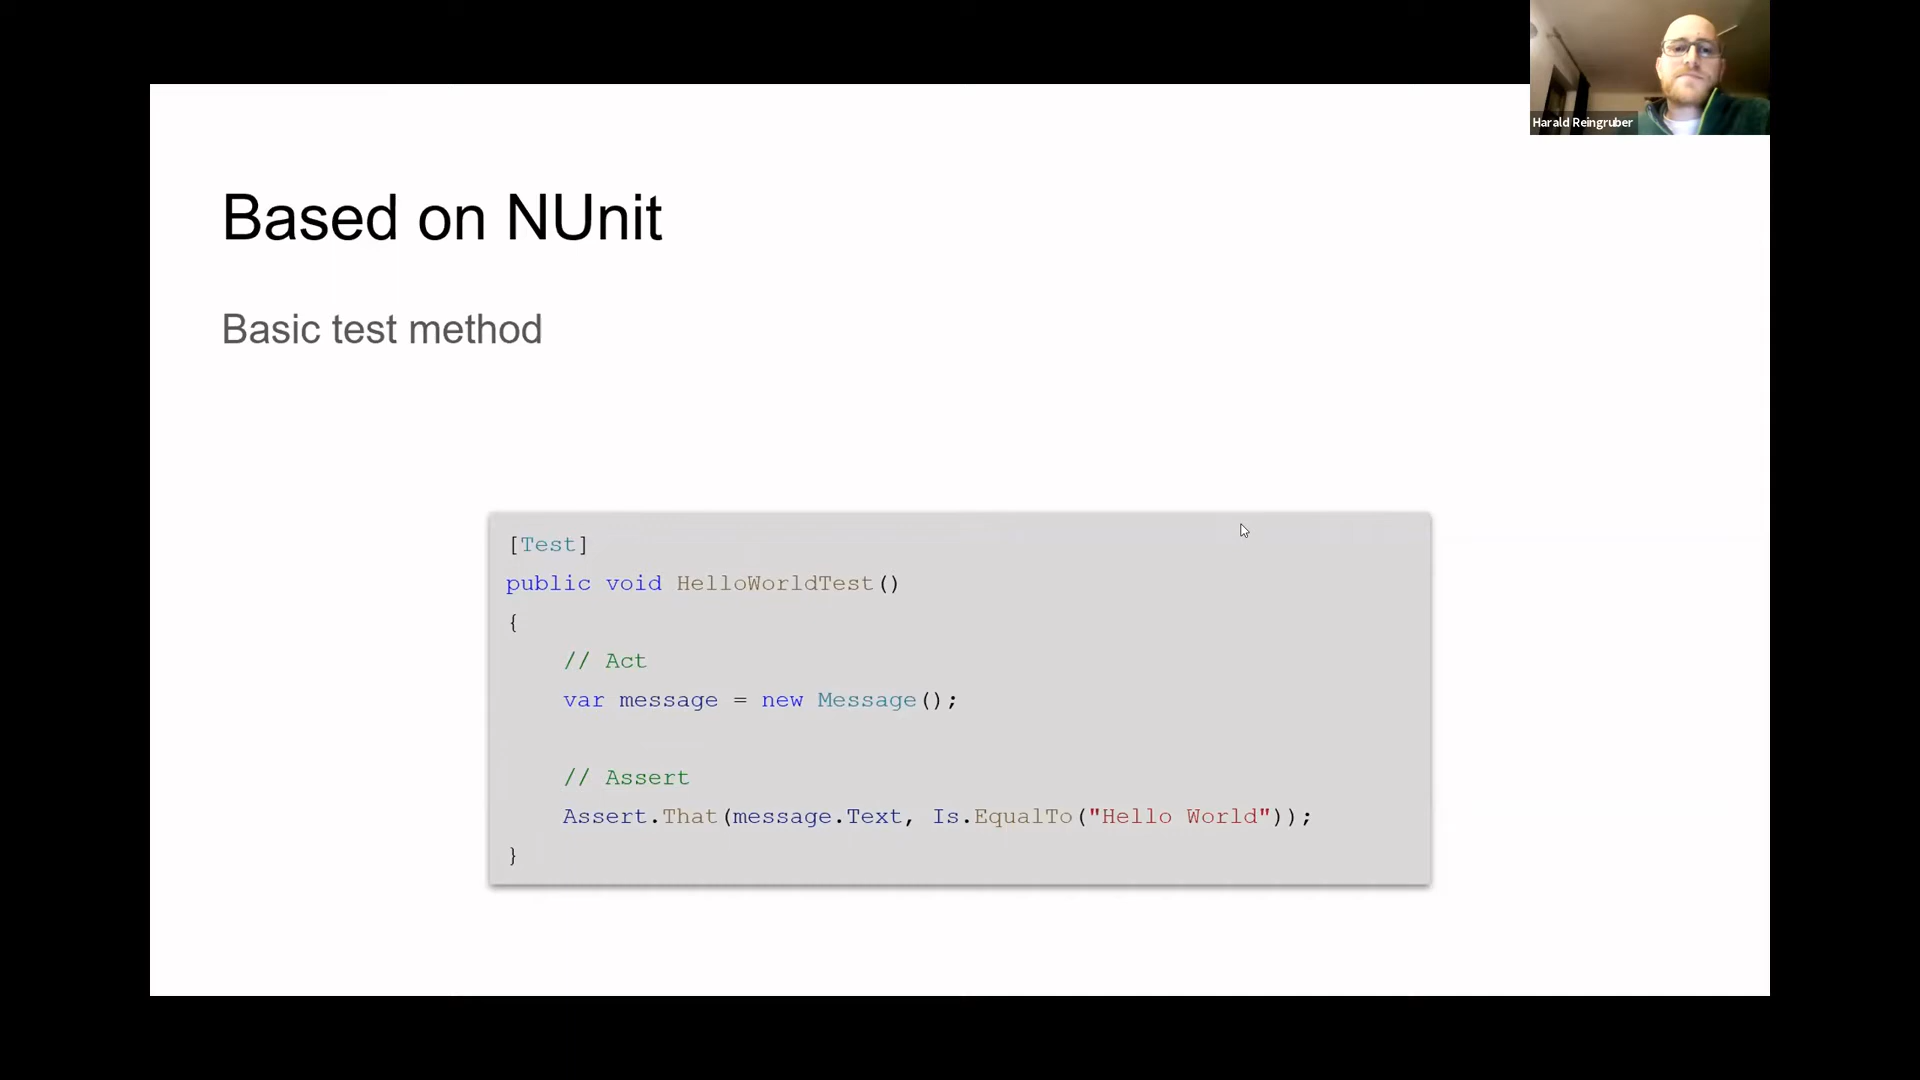 Harald Reingruber
Based on NUnit
Basic test method
[Test]
public void HelloWorldTest()
{
    // Act
    var message = new Message();
    // Assert
    Assert.That(message.Text, Is.EqualTo("Hello World"));
}